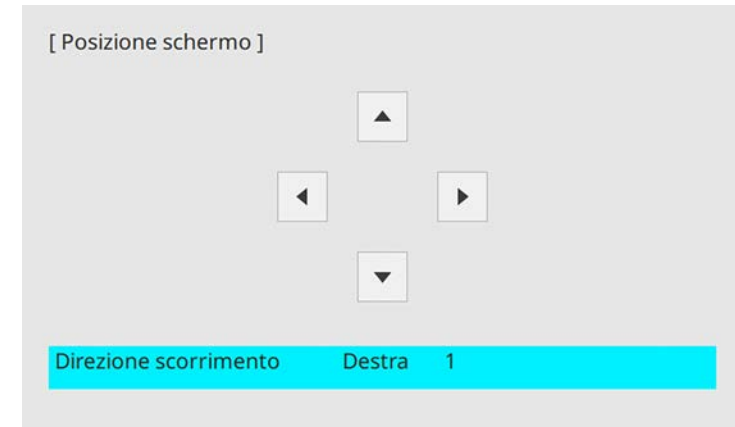 [ Posizione schermo ]
Direzione scorrimento Destra 1